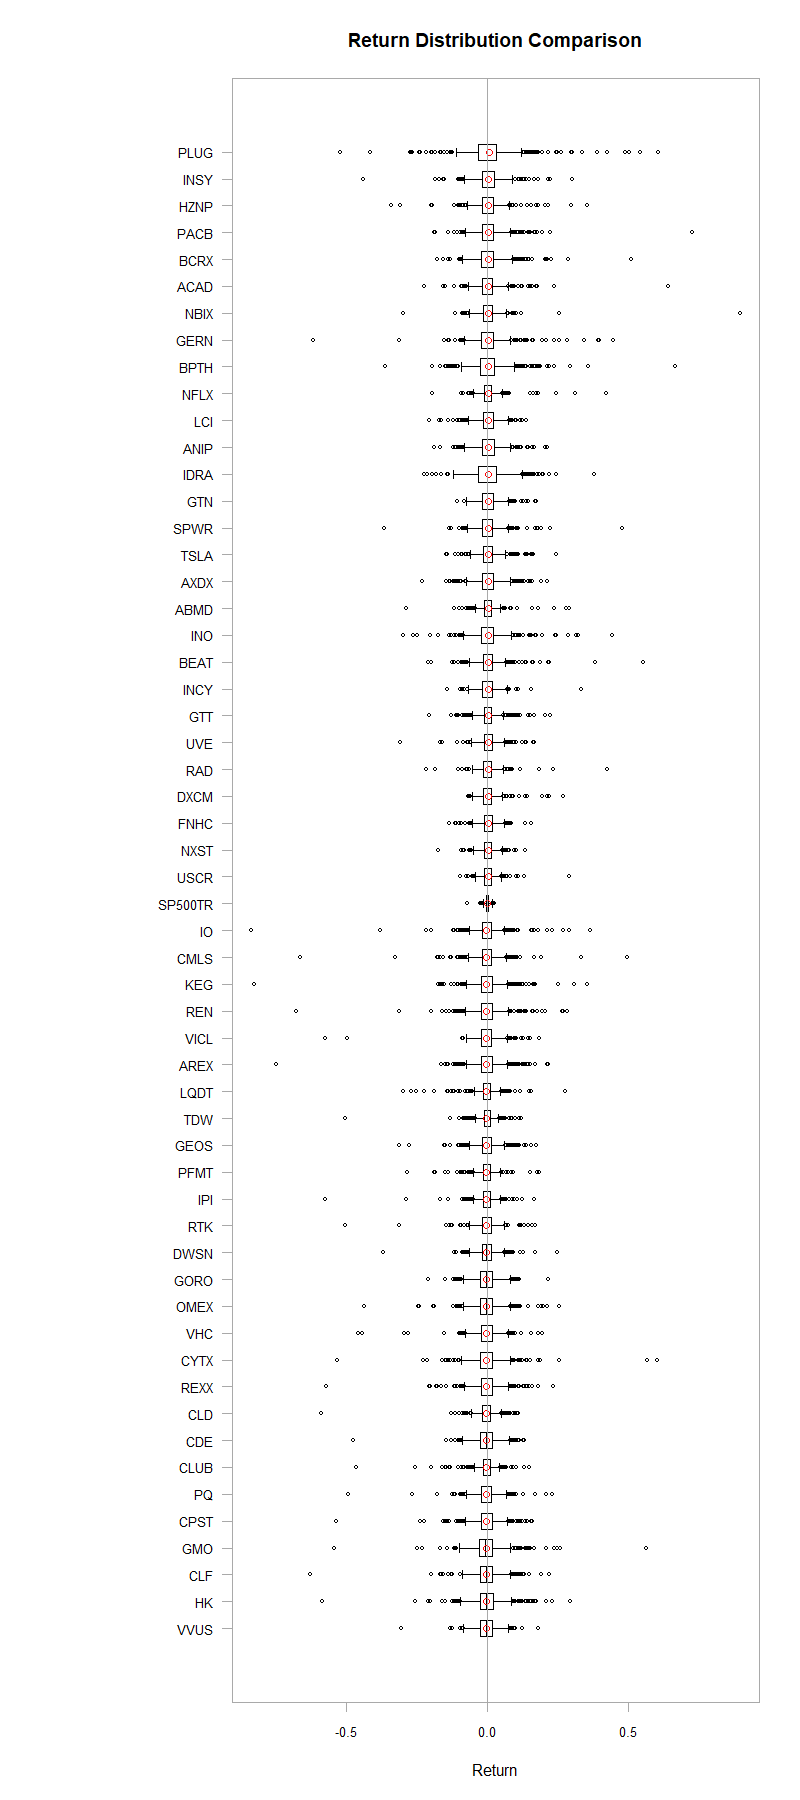 Return Distribution Comparison
PLUG
INSY
HZNP
PACB
BCRX
ACAD
NBIX
GERN
BPTH
NFLX
LCI
ANIP
IDRA
GTN
SPWR
TSLA
AXDX
ABMD
INO
BEAT
INCY
GTT
UVE
RAD
DXCM
FNHC
NXST
USCR
SP500TR
IO
CMLS
KEG
REN
VICL
AREX
LQDT
TDW
GEOS
PFMT
IPI
RTK
DWSN
GORO
OMEX
VHC
CYTX
REXX
CLD
CDE
CLUB
PQ
CPST
GMO
CLF
HK
VVUS
-0.5 0.0 0.5
Return